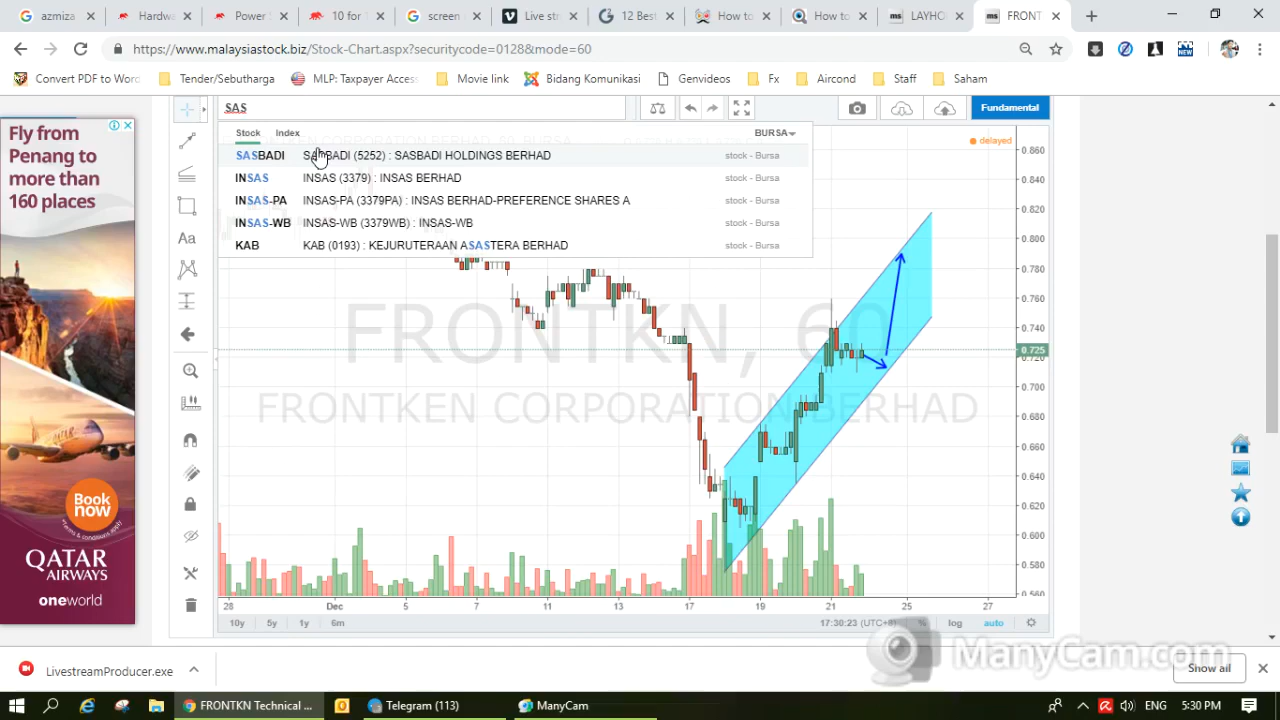 azmiza
Hardwa
10 for
screen
Live str
12 Best
How to
How to
LAYHO
FRONT
https://www.malaysiastock.biz/Stock-Chart.aspx?securitycode=0128&mode=60
Convert PDF to Word
Tender/Sebutharga
MLP: Taxpayer Access
Movie link
Bidang Komunikasi
Genvideos
Fx
Aircond
Staff
Saham
SAS
Fundamental
Stock Index BURSA
SASBADI SASBADI (5252) : SASBADI HOLDINGS BERHAD stock - Bursa
INSAS INSAS (3379) : INSAS BERHAD stock - Bursa
INSAS-PA INSAS-PA (3379PA) : INSAS BERHAD-PREFERENCE SHARES A stock - Bursa
INSAS-WB INSAS-WB (3379WB) : INSAS-WB stock - Bursa
KAB KAB (0193) : KEJURUTERAAN ASASTERA BERHAD stock - Bursa
delayed
Fly from
Penang to
more than
160 places
Book
now
terms & conditions apply
QATAR
AIRWAYS
oneworld
Aa
FRONTKN, 60
FRONTKEN CORPORATION BERHAD
0.860
0.840
0.820
0.800
0.780
0.760
0.740
0.725
0.720
0.700
0.680
0.660
0.640
0.620
0.600
0.580
0.560
28 Dec 5 7 11 13 17 19 21 25 27
10y 5y 1y 6m 17:30:23 (UTC+8) % log auto
ManyCam.com
LivestreamProducer.exe
Show all
FRONTKN Technical ...
Telegram (113)
ManyCam
5:30 PM